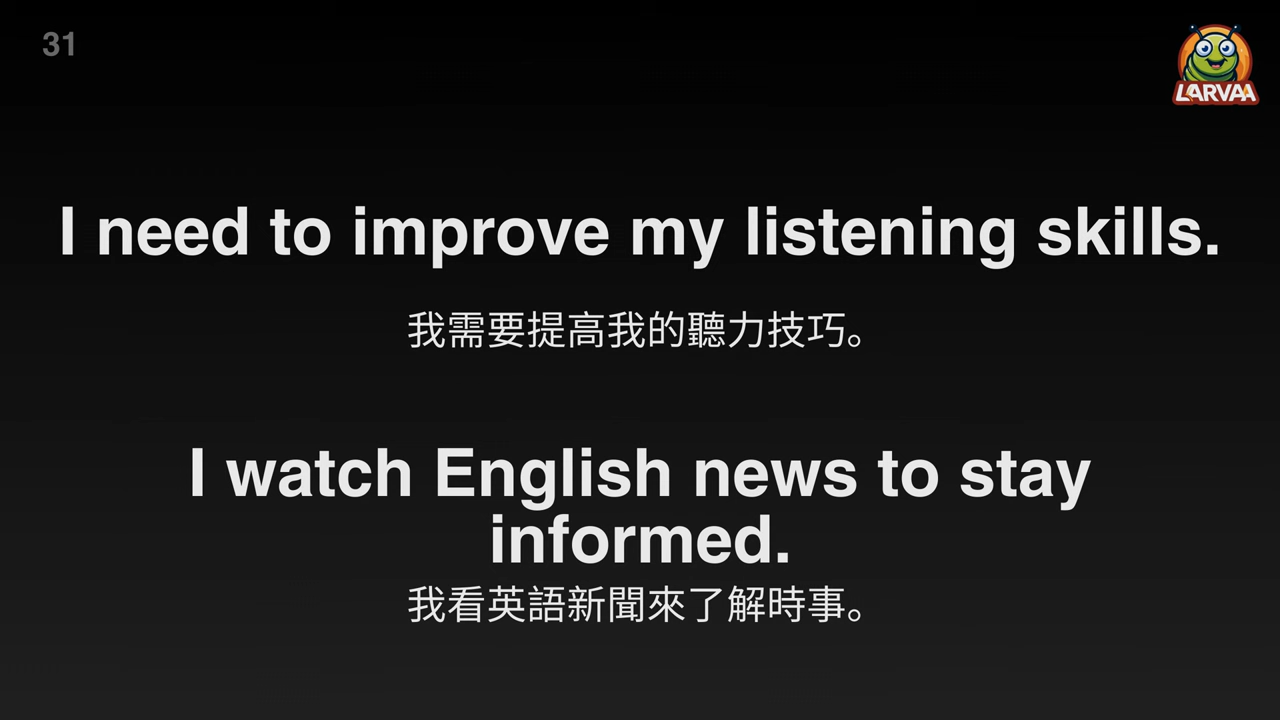 31
LARVAA
I need to improve my listening skills.
我需要提高我的聽力技巧。
I watch English news to stay
informed.
我看英語新聞來了解時事。